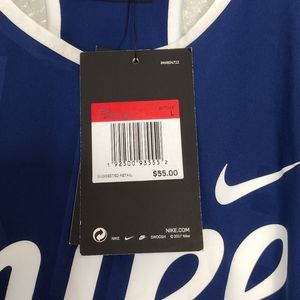 L
1 92500 93555 2
SUGGESTED RETAIL
$55.00
NIKE.COM
NIKE
SWOOSH
© 2017 Nike